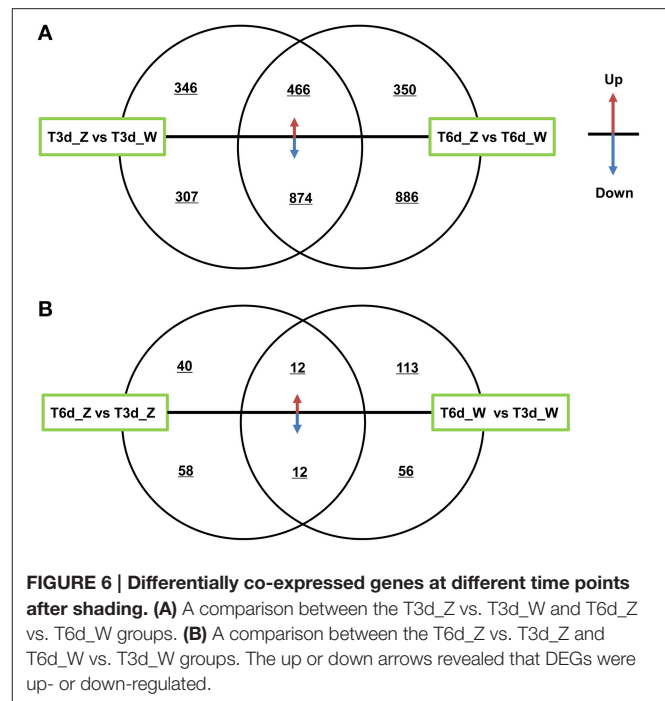 A
346 466 350
Up
T3d_Z vs T3d_W
T6d_Z vs T6d_W
307 874 886
Down
B
40 12 113
T6d_Z vs T3d_Z
T6d_W vs T3d_W
58 12 56
FIGURE 6 | Differentially co-expressed genes at different time points
after shading. (A) A comparison between the T3d_Z vs. T3d_W and T6d_Z
vs. T6d_W groups. (B) A comparison between the T6d_Z vs. T3d_Z and
T6d_W vs. T3d_W groups. The up or down arrows revealed that DEGs were
up- or down-regulated.